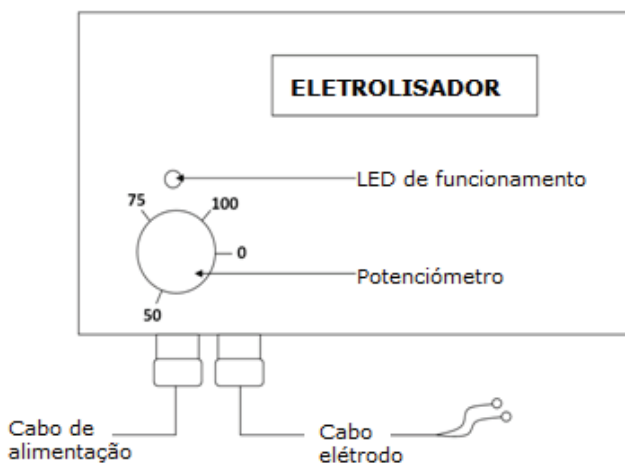 ELETROLISADOR
LED de funcionamento
75
100
0
Potenciómetro
50
Cabo de
alimentação
Cabo
elétrodo